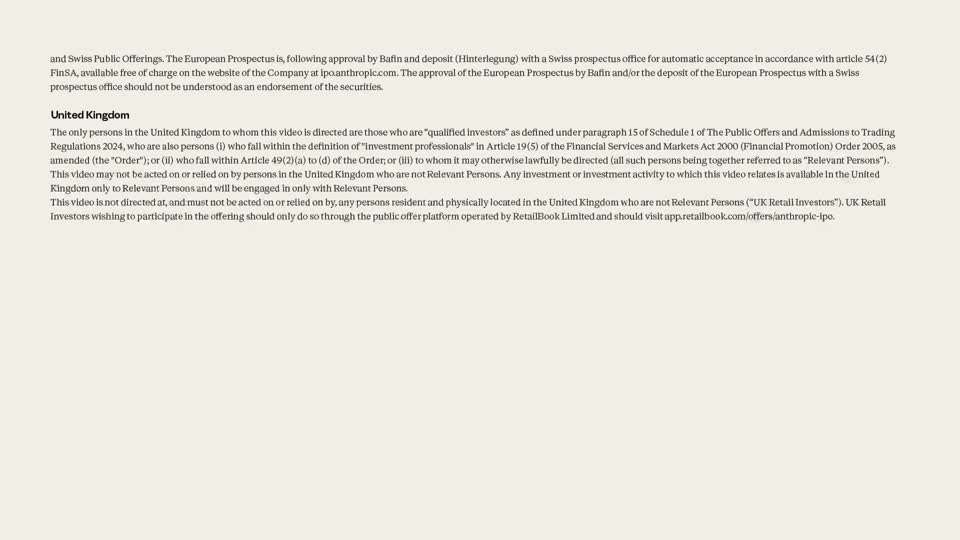 and Swiss Public Offerings. The European Prospectus is, following approval by Bafin and deposit (Hinterlegung) with a Swiss prospectus office for automatic acceptance in accordance with article 54(2)
FinSA, available free of charge on the website of the Company at ipo.anthropic.com. The approval of the European Prospectus by Bafin and/or the deposit of the European Prospectus with a Swiss
prospectus office should not be understood as an endorsement of the securities.
United Kingdom
The only persons in the United Kingdom to whom this video is directed are those who are “qualified investors” as defined under paragraph 15 of Schedule 1 of The Public Offers and Admissions to Trading
Regulations 2024, who are also persons (i) who fall within the definition of "investment professionals" in Article 19(5) of the Financial Services and Markets Act 2000 (Financial Promotion) Order 2005, as
amended (the "Order"); or (ii) who fall within Article 49(2)(a) to (d) of the Order; or (iii) to whom it may otherwise lawfully be directed (all such persons being together referred to as “Relevant Persons”).
This video may not be acted on or relied on by persons in the United Kingdom who are not Relevant Persons. Any investment or investment activity to which this video relates is available in the United
Kingdom only to Relevant Persons and will be engaged in only with Relevant Persons.
This video is not directed at, and must not be acted on or relied on by, any persons resident and physically located in the United Kingdom who are not Relevant Persons (“UK Retail Investors”). UK Retail
Investors wishing to participate in the offering should only do so through the public offer platform operated by RetailBook Limited and should visit app.retailbook.com/offers/anthropic-ipo.